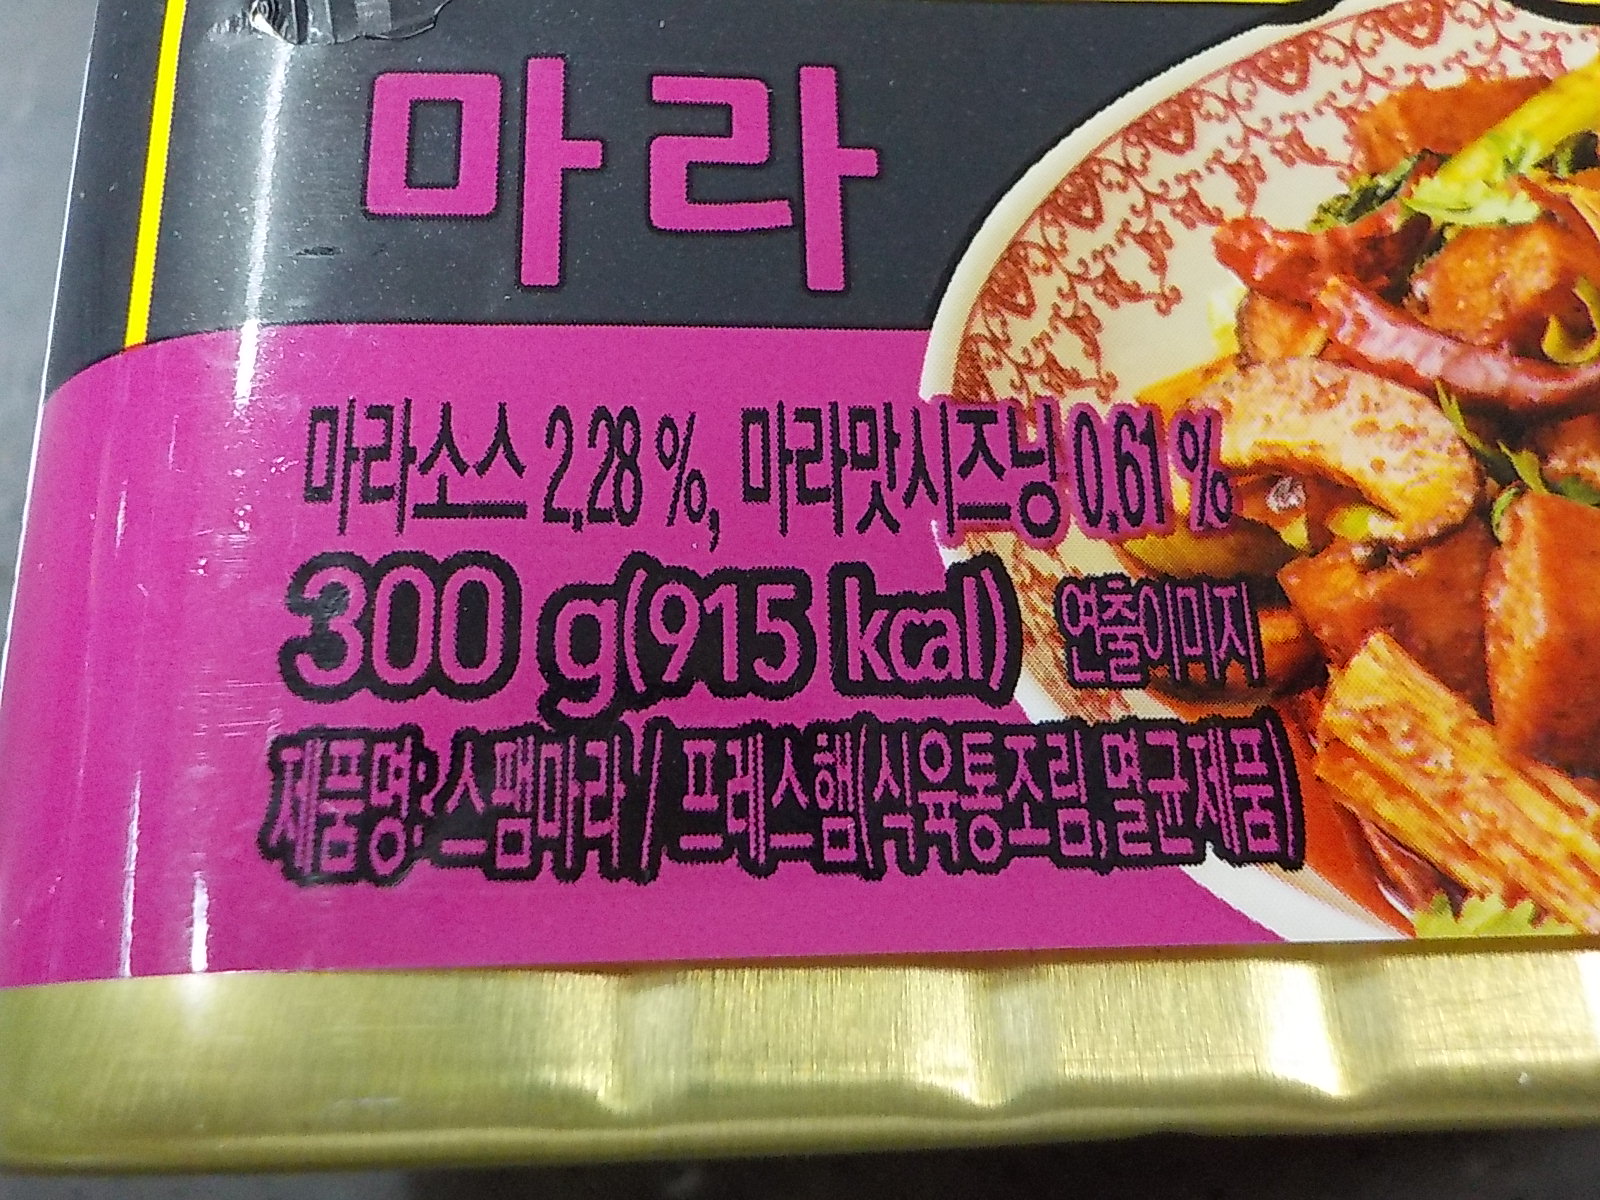 마라
마라소스 2.28 %, 마라맛시즈닝 0.61 %
300 g(915 kcal) 연출이미지
제품명:스팸마라 / 프레스햄(식육통조림,멸균제품)